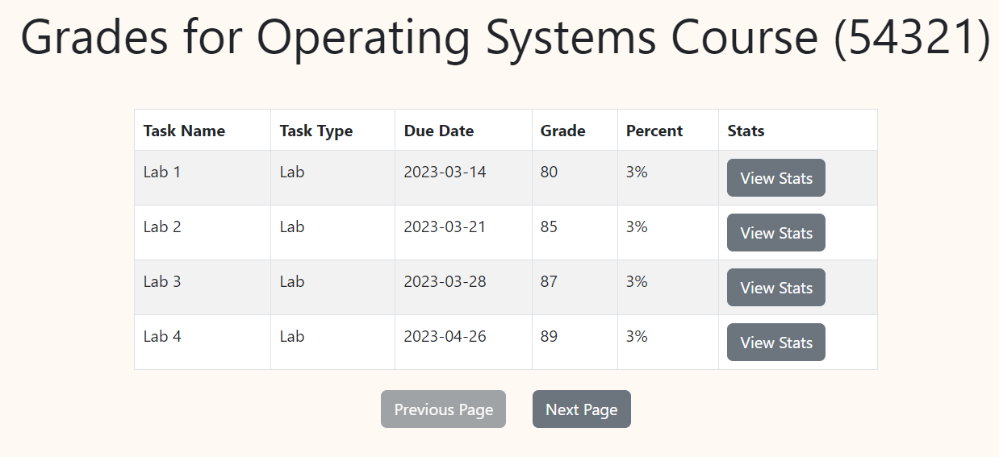 Grades for Operating Systems Course (54321)
Task Name Task Type Due Date Grade Percent Stats
Lab 1 Lab 2023-03-14 80 3% View Stats
Lab 2 Lab 2023-03-21 85 3% View Stats
Lab 3 Lab 2023-03-28 87 3% View Stats
Lab 4 Lab 2023-04-26 89 3% View Stats
Previous Page Next Page